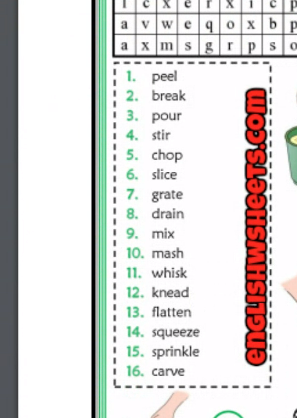 l c x e r x i c p
a v w e q o x b p
a x m s g r p s o
1. peel
2. break
3. pour
4. stir
5. chop
6. slice
7. grate
8. drain
9. mix
10. mash
11. whisk
12. knead
13. flatten
14. squeeze
15. sprinkle
16. carve
ENGLISHWSHEETS.COM